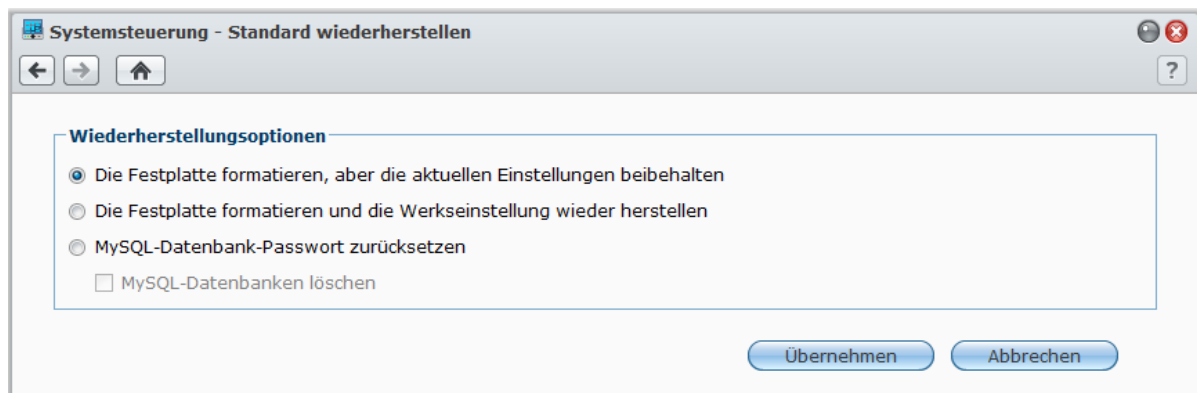 Systemsteuerung - Standard wiederherstellen
?
Wiederherstellungsoptionen
Die Festplatte formatieren, aber die aktuellen Einstellungen beibehalten
Die Festplatte formatieren und die Werkseinstellung wieder herstellen
MySQL-Datenbank-Passwort zurücksetzen
MySQL-Datenbanken löschen
Übernehmen Abbrechen